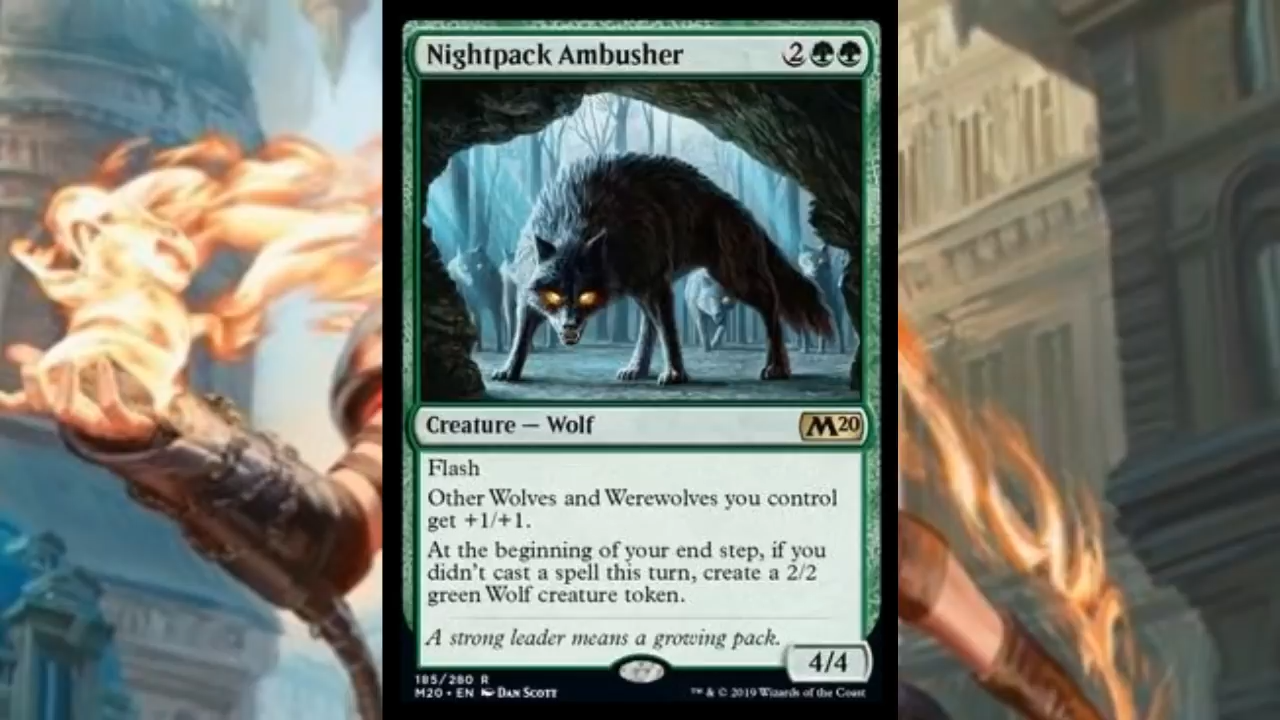 Nightpack Ambusher 2
Creature — Wolf M20
Flash
Other Wolves and Werewolves you control
get +1/+1.
At the beginning of your end step, if you
didn't cast a spell this turn, create a 2/2
green Wolf creature token.
A strong leader means a growing pack.
4/4
185/280 R
M20 • EN Dan Scott
™ & © 2019 Wizards of the Coast